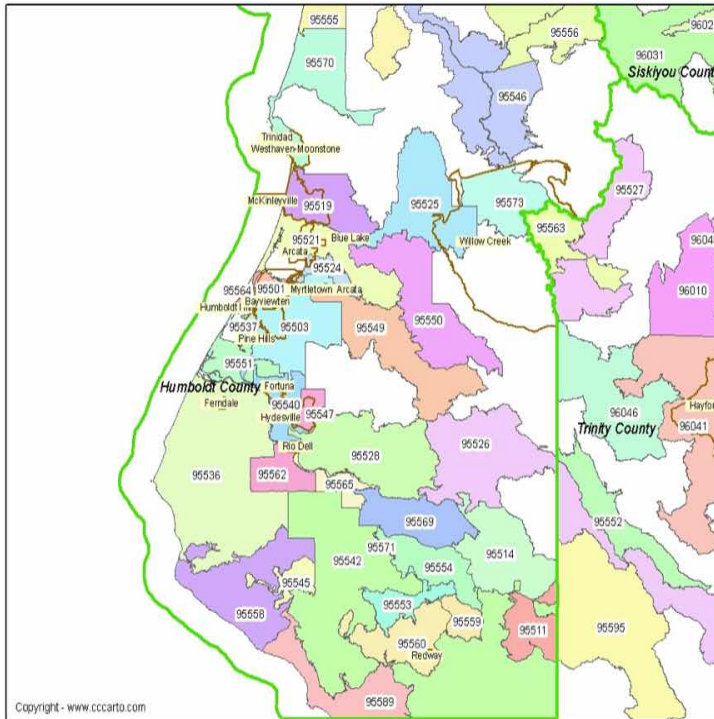 95555
95556
9602
95570
96031
Siskiyou Count
95546
Trinidad
Westhaven-Moonstone
95527
McKinleyville
95519
95525
95573
95563
95521
Blue Lake
Willow Creek
9604
Arcata
95524
95564
95501
Myrtletown
Arcata
96010
Humboldt Hi
Bayviewten
95550
95537
95503
95549
Pine Hills
95551
Humboldt County
Fortuna
Ferndale
95540
95547
96046
Hayfor
Hydesville
Trinity County
96041
Rio Dell
95526
95528
95536
95562
95565
95569
95552
95571
95542
95514
95554
95545
95553
95558
95559
95511
95595
95560
Redway
95589
Copyright - www.cccarto.com